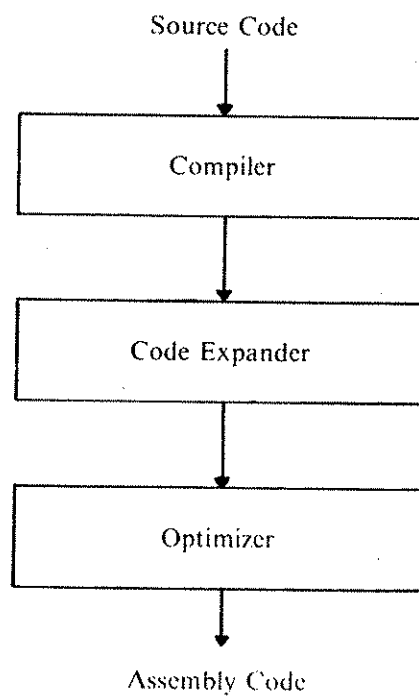 Source Code
Compiler
Code Expander
Optimizer
Assembly Code